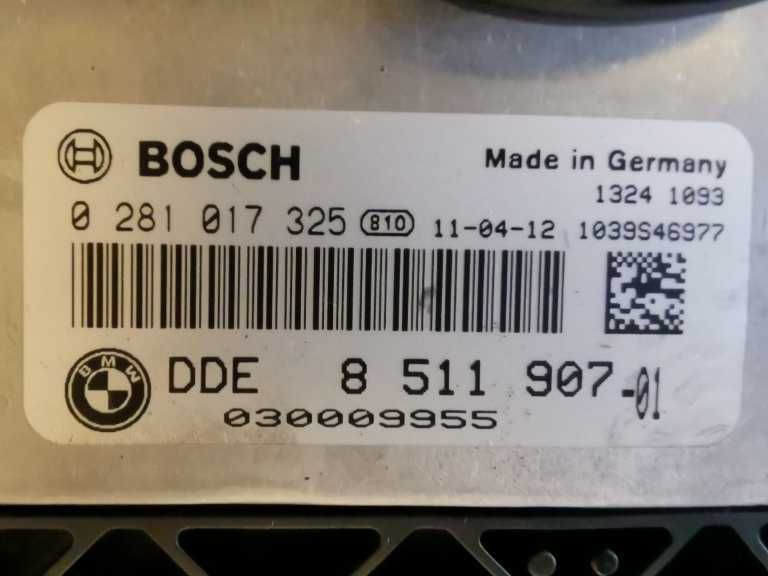 BOSCH Made in Germany
1324 1093
0 281 017 325 810 11-04-12 1039S46977
BMW DDE 8 511 907-01
030009955